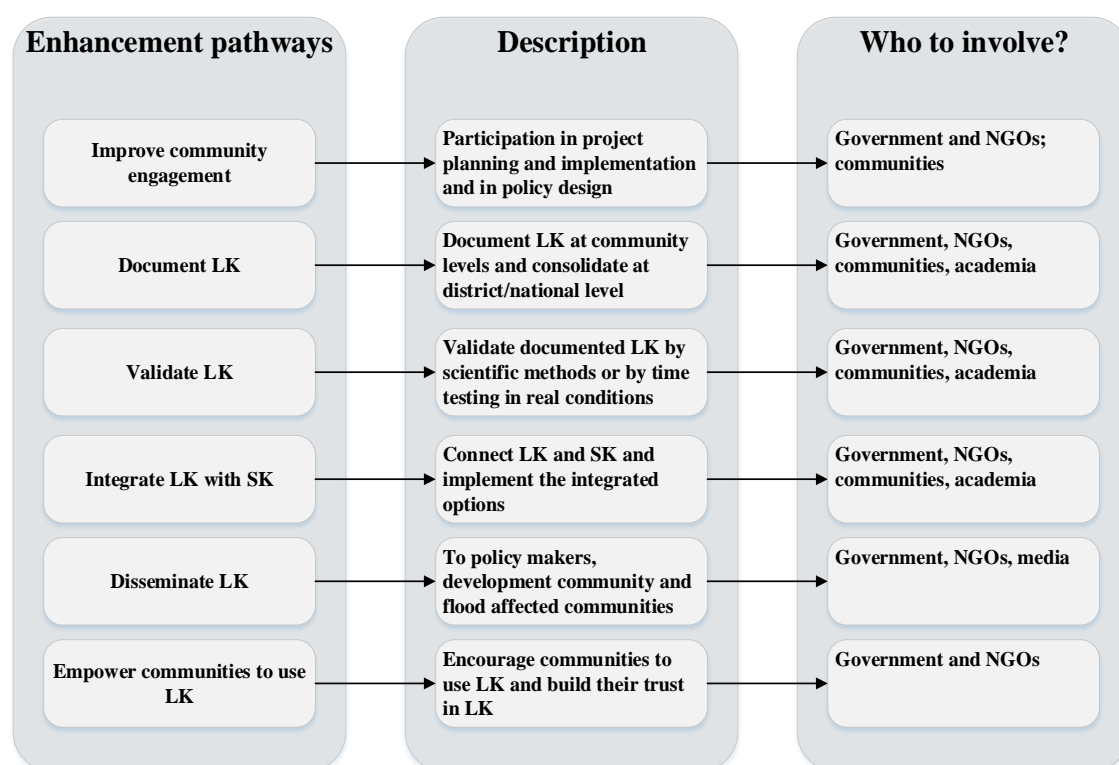 Enhancement pathways
Description
Who to involve?
Improve community
engagement
Participation in project
planning and implementation
and in policy design
Government and NGOs;
communities
Document LK
Document LK at community
levels and consolidate at
district/national level
Government, NGOs,
communities, academia
Validate LK
Validate documented LK by
scientific methods or by time
testing in real conditions
Government, NGOs,
communities, academia
Integrate LK with SK
Connect LK and SK and
implement the integrated
options
Government, NGOs,
communities, academia
Disseminate LK
To policy makers,
development community and
flood affected communities
Government, NGOs, media
Empower communities to use
LK
Encourage communities to
use LK and build their trust
in LK
Government and NGOs